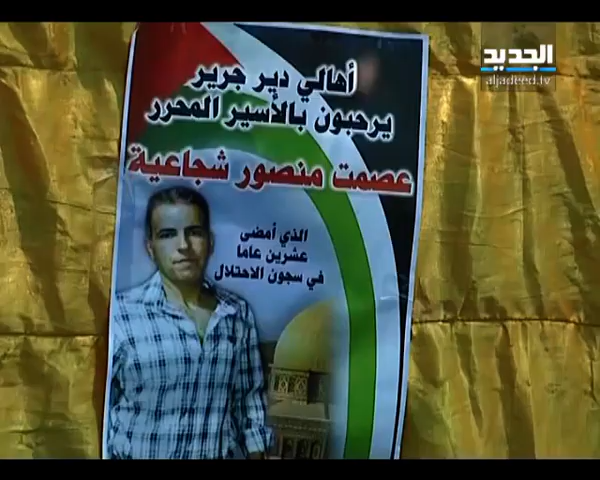 أهالي دير جرير
يرحبون بالأسير المحرر
عصمت منصور شجاعية
الذي أمضى
عشرين عاما
في سجون الاحتلال
الجديد
aljadeed.tv